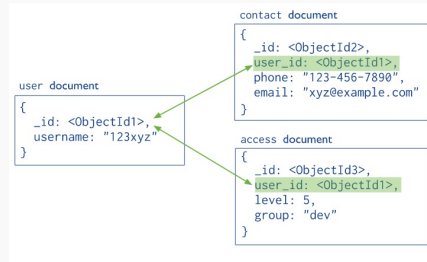 contact document
{
_id: <ObjectId2>,
user_id: <ObjectId1>,
phone: "123-456-7890",
email: "xyz@example.com"
}
user document
{
_id: <ObjectId1>,
username: "123xyz"
}
access document
{
_id: <ObjectId3>,
user_id: <ObjectId1>,
level: 5,
group: "dev"
}